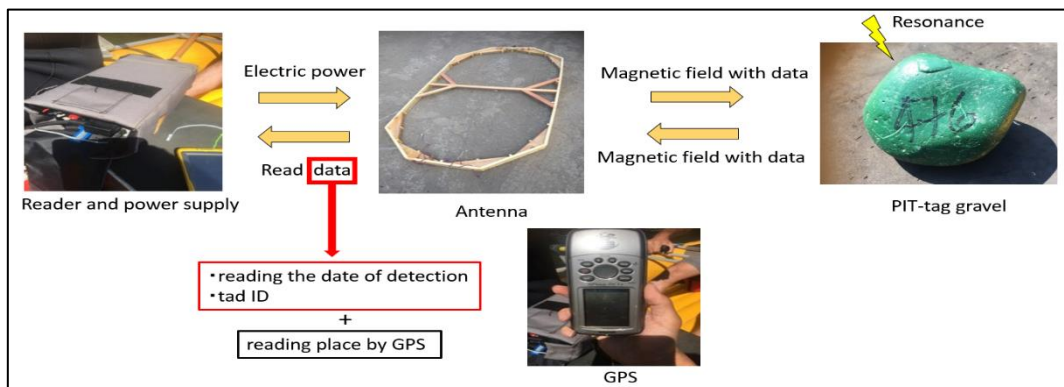 Resonance
Electric power
Magnetic field with data
476
Read data
Magnetic field with data
Reader and power supply
Antenna
PIT-tag gravel
・reading the date of detection
・tad ID
+
reading place by GPS
GPS